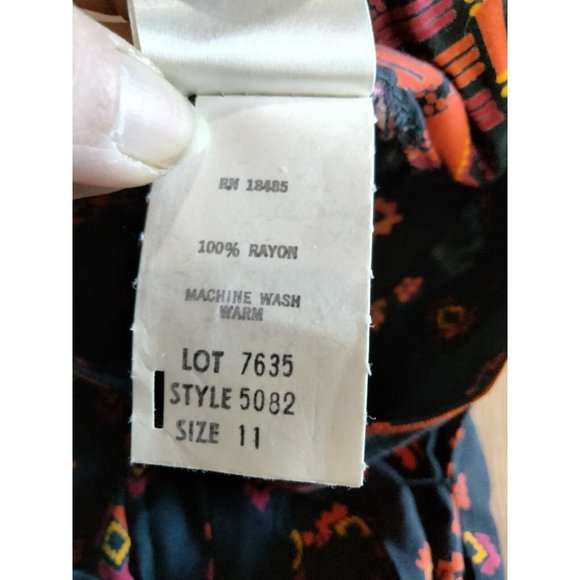 RN 18485
100% RAYON
MACHINE WASH
WARM
LOT 7635
STYLE 5082
SIZE 11